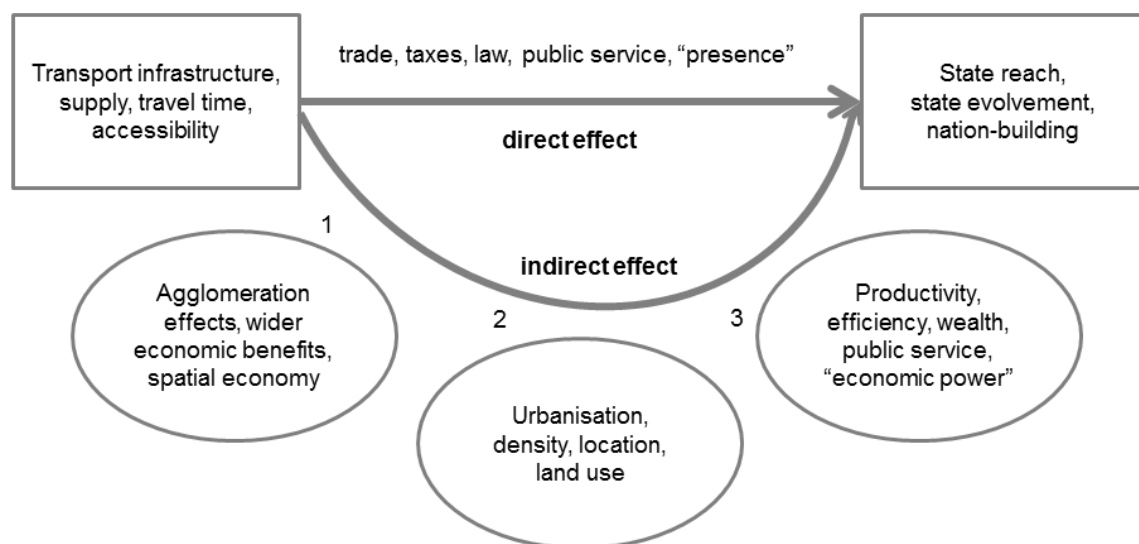 Transport infrastructure,
supply, travel time,
accessibility
trade, taxes, law, public service, “presence”
direct effect
State reach,
state evolvement,
nation-building
1
indirect effect
2
3
Agglomeration
effects, wider
economic benefits,
spatial economy
Urbanisation,
density, location,
land use
Productivity,
efficiency, wealth,
public service,
“economic power”